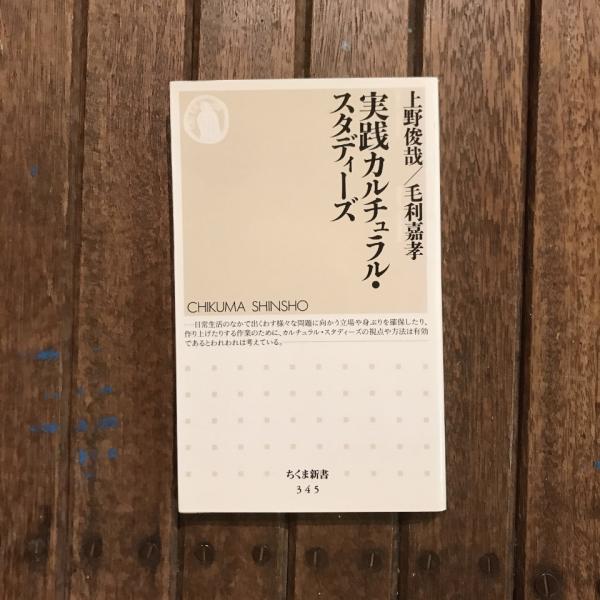 上野俊哉／毛利嘉孝
実践カルチュラル・
スタディーズ
CHIKUMA SHINSHO
―日常生活のなかで出くわす様々な問題に向かう立場や身ぶりを確保したり、
作り上げたりする作業のために、カルチュラル・スタディーズの視点や方法は有効
であるとわれわれは考えている。
ちくま新書
345